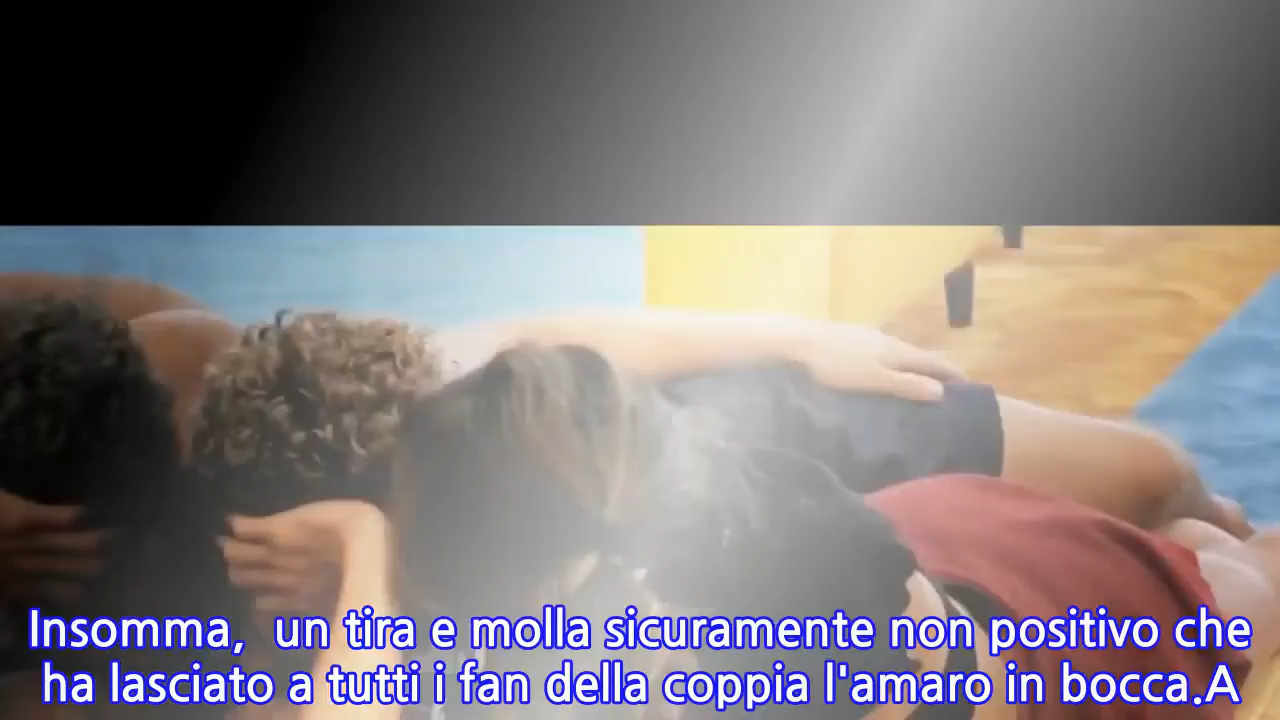 Insomma,  un tira e molla sicuramente non positivo che
ha lasciato a tutti i fan della coppia l'amaro in bocca.A